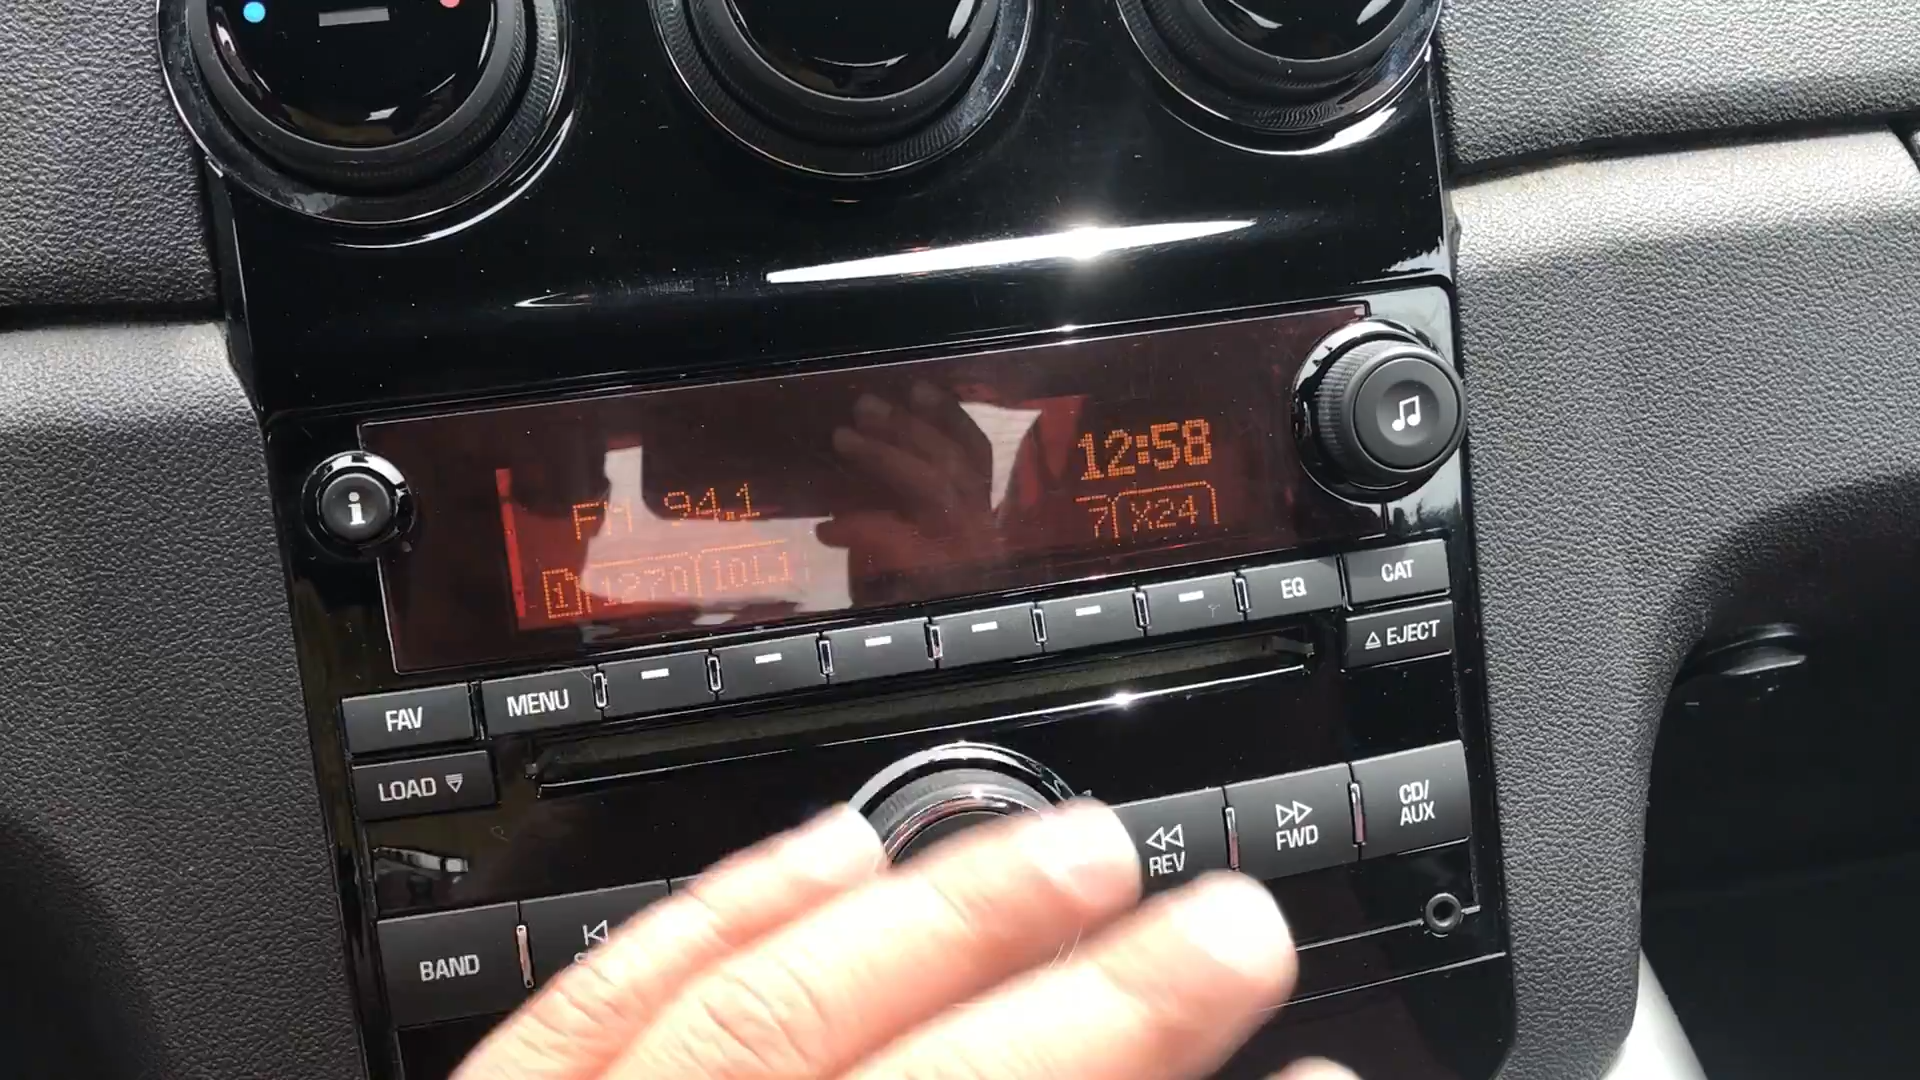 i
FM 94.1
12:58
1 1270 101.1
7 X24
FAV
MENU
EQ
CAT
LOAD
EJECT
REV
FWD
CD/
AUX
BAND